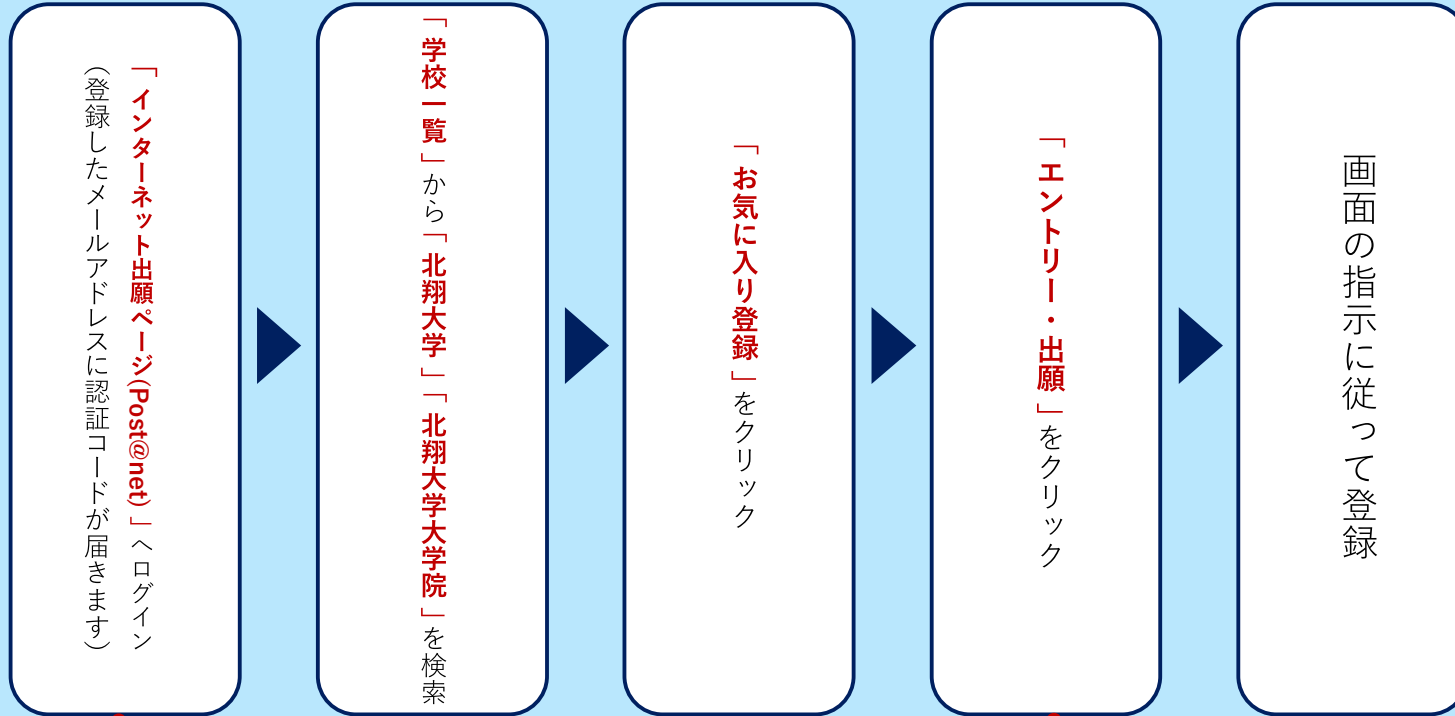 「インターネット出願ページ(Post@net)」へログイン
(登録したメールアドレスに認証コードが届きます)
「学校一覧」から「北翔大学」「北翔大学大学院」を検索
「お気に入り登録」をクリック
「エントリー・出願」をクリック
画面の指示に従って登録